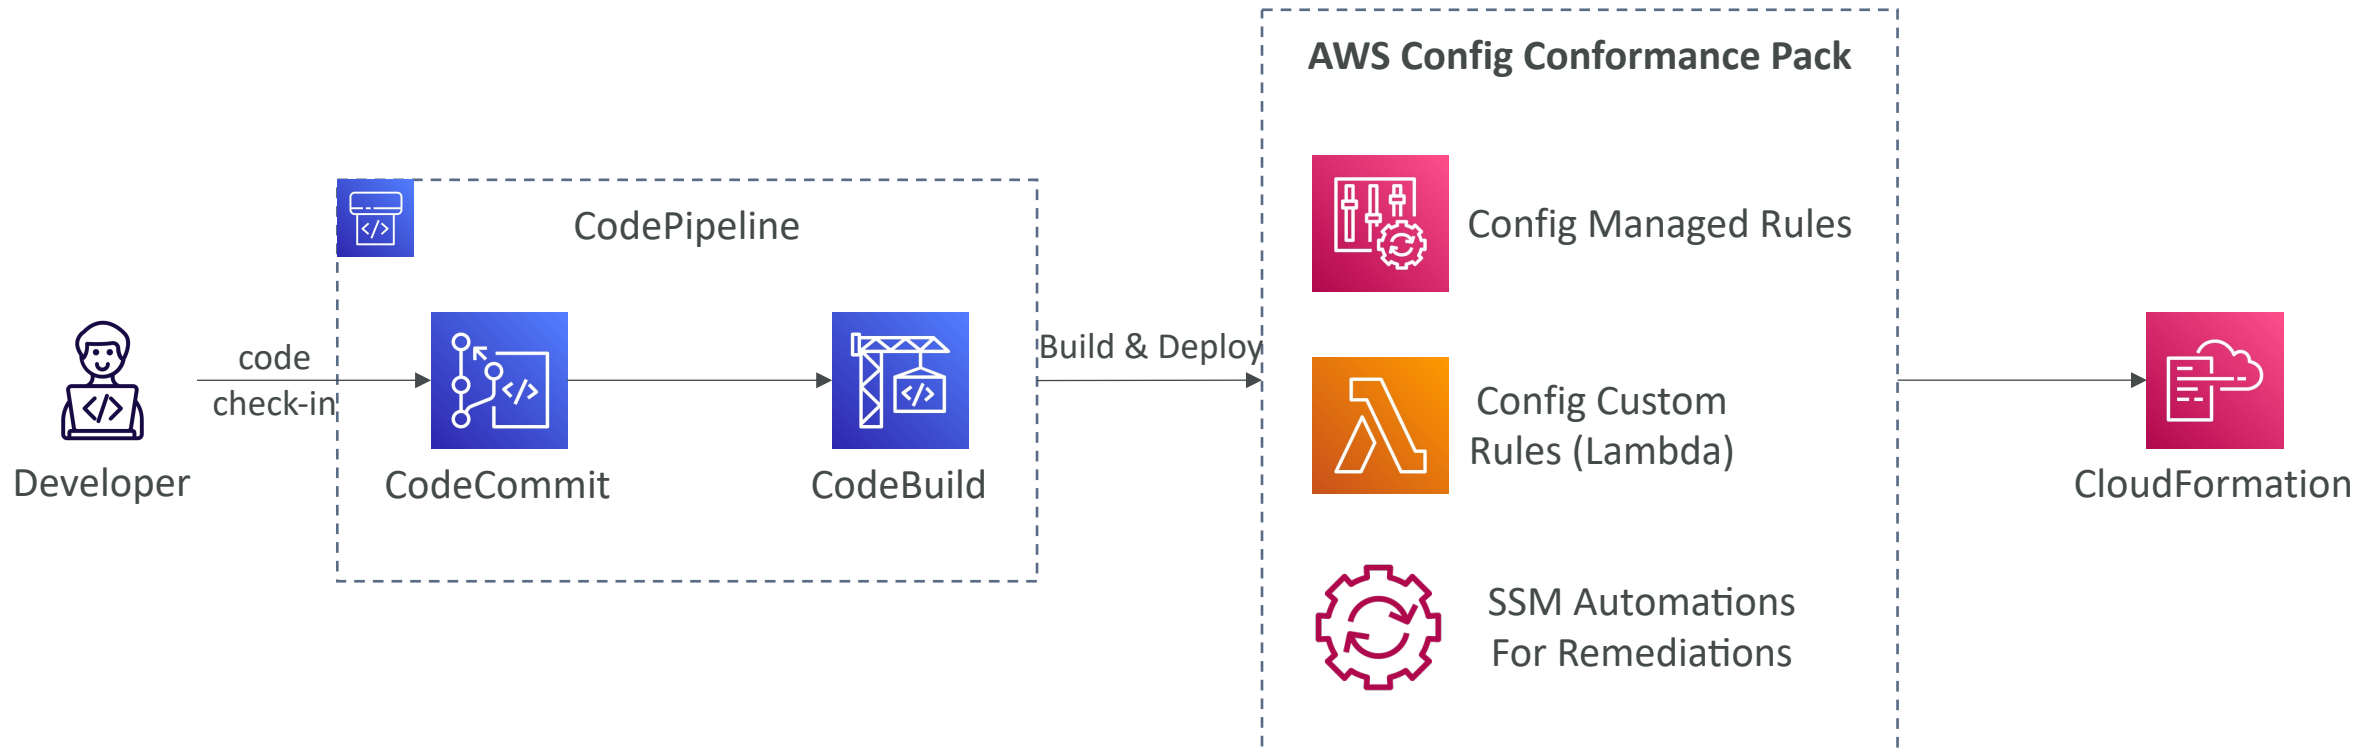 AWS Config Conformance Pack
CodePipeline
Config Managed Rules
code
check-in
Build & Deploy
Config Custom
Rules (Lambda)
Developer
CodeCommit
CodeBuild
CloudFormation
SSM Automations
For Remediations